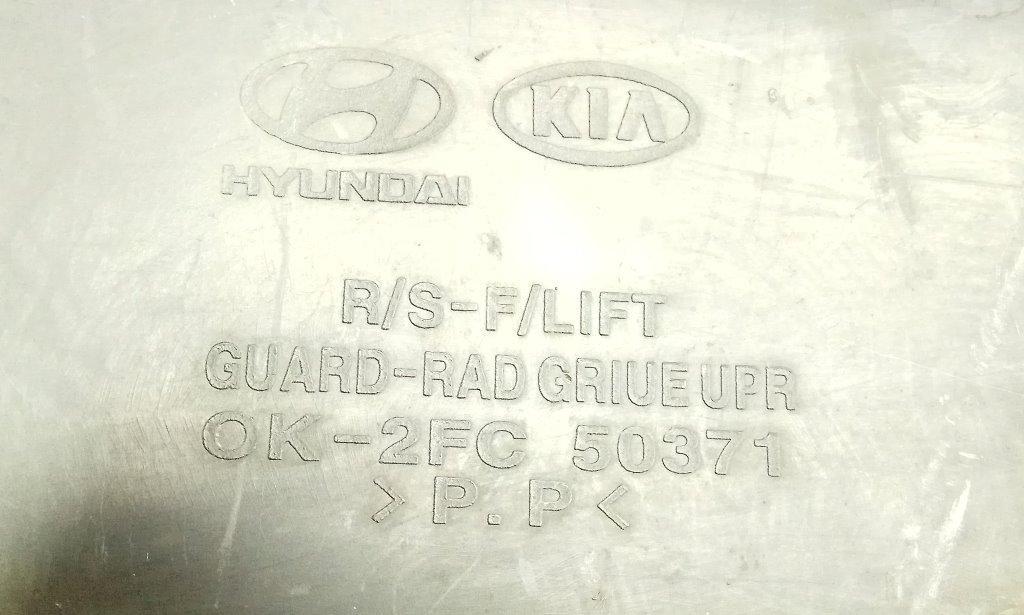 KIA
HYUNDAI
R/S-F/LIFT
GUARD-RAD GRIUE UPR
OK-2FC 50371
>P.P<